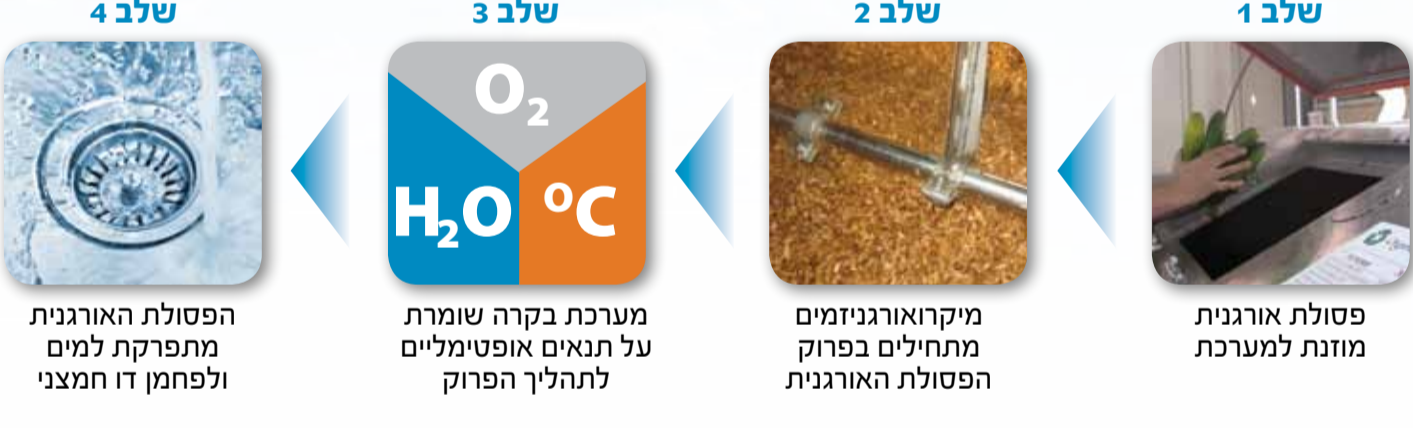 שלב 1
פסולת אורגנית
מוזנת למערכת
שלב 2
מיקרואורגניזמים
מתחילים בפרוק
הפסולת האורגנית
שלב 3
O₂
H₂O
⁰C
מערכת בקרה שומרת
על תנאים אופטימליים
לתהליך הפרוק
שלב 4
הפסולת האורגנית
מתפרקת למים
ולפחמן דו חמצני